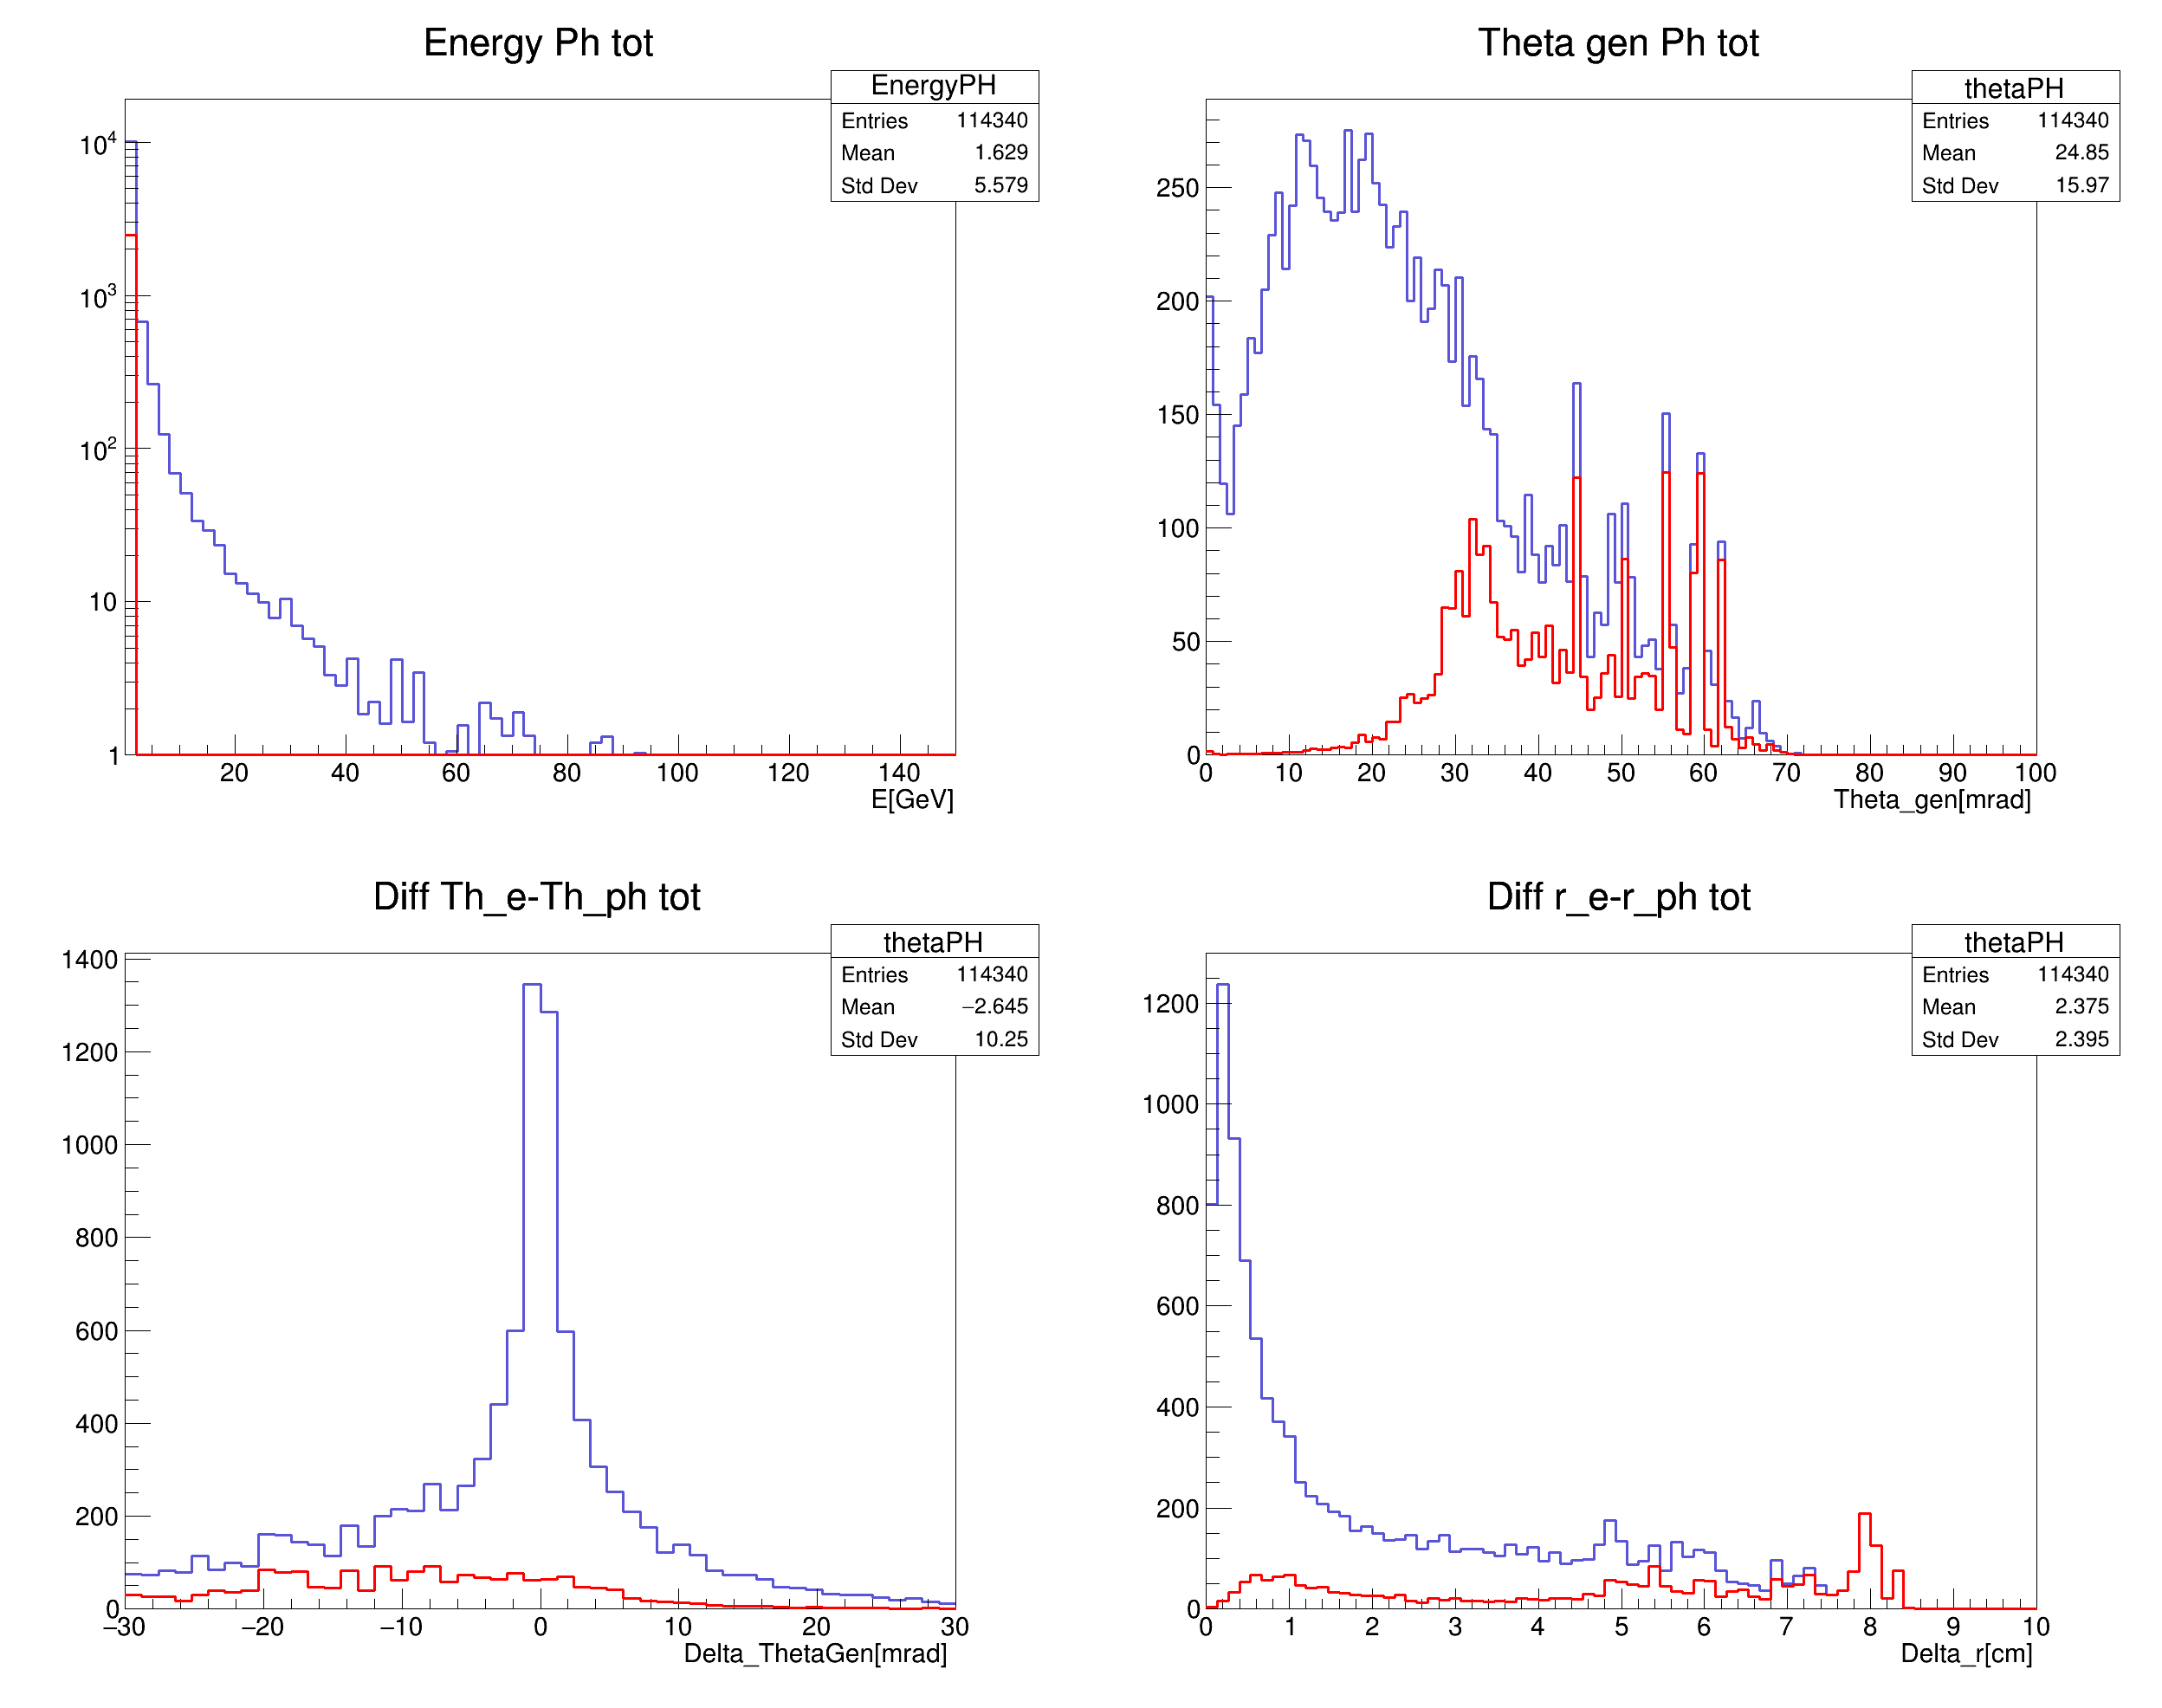 Energy Ph tot
EnergyPH
Entries 114340
Mean 1.629
Std Dev 5.579
10^4
10^3
10^2
10
1
20 40 60 80 100 120 140
E[GeV]
Theta gen Ph tot
thetaPH
Entries 114340
Mean 24.85
Std Dev 15.97
250
200
150
100
50
0
0 10 20 30 40 50 60 70 80 90 100
Theta_gen[mrad]
Diff Th_e-Th_ph tot
thetaPH
Entries 114340
Mean −2.645
Std Dev 10.25
1400
1200
1000
800
600
400
200
0
−30 −20 −10 0 10 20 30
Delta_ThetaGen[mrad]
Diff r_e-r_ph tot
thetaPH
Entries 114340
Mean 2.375
Std Dev 2.395
1200
1000
800
600
400
200
0
0 1 2 3 4 5 6 7 8 9 10
Delta_r[cm]